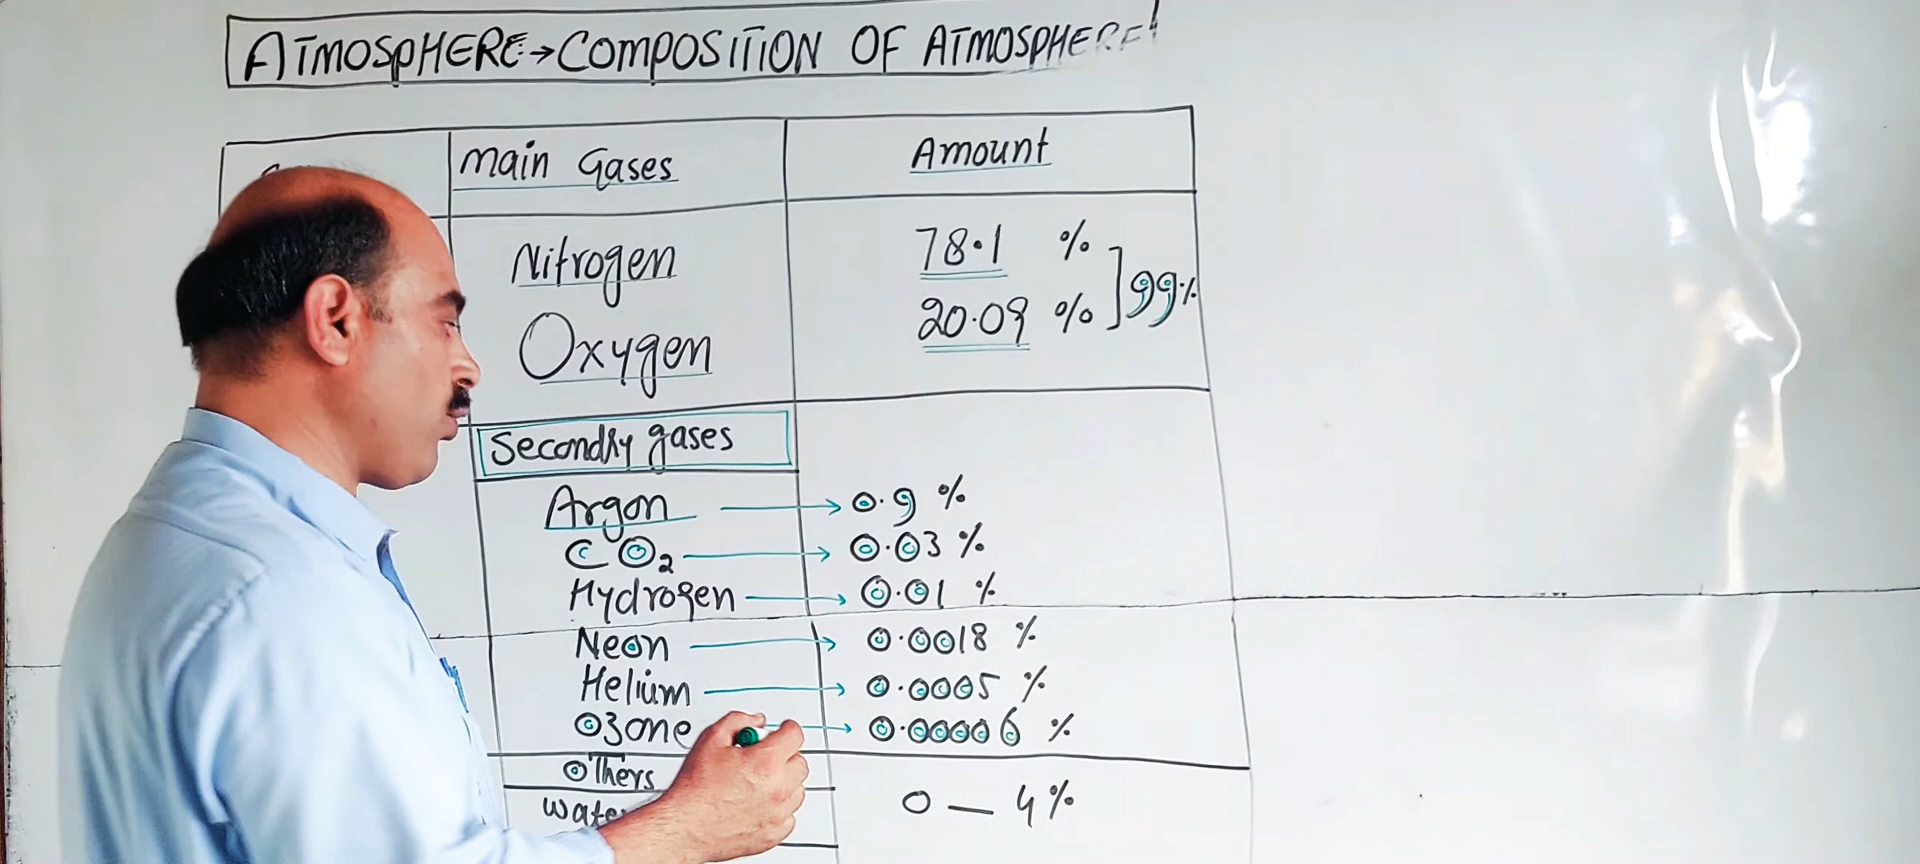 ATMOSPHERE→COMPOSITION OF ATMOSPHERE
Main Gases Amount
Nitrogen 78.1 %
Oxygen 20.09 % ] 99%
Secondry gases
Argon → 0.9 %
CO₂ → 0.03 %
Hydrogen → 0.01 %
Neon → 0.0018 %
Helium → 0.0005 %
O3one → 0.00006 %
oThers
0 — 4%